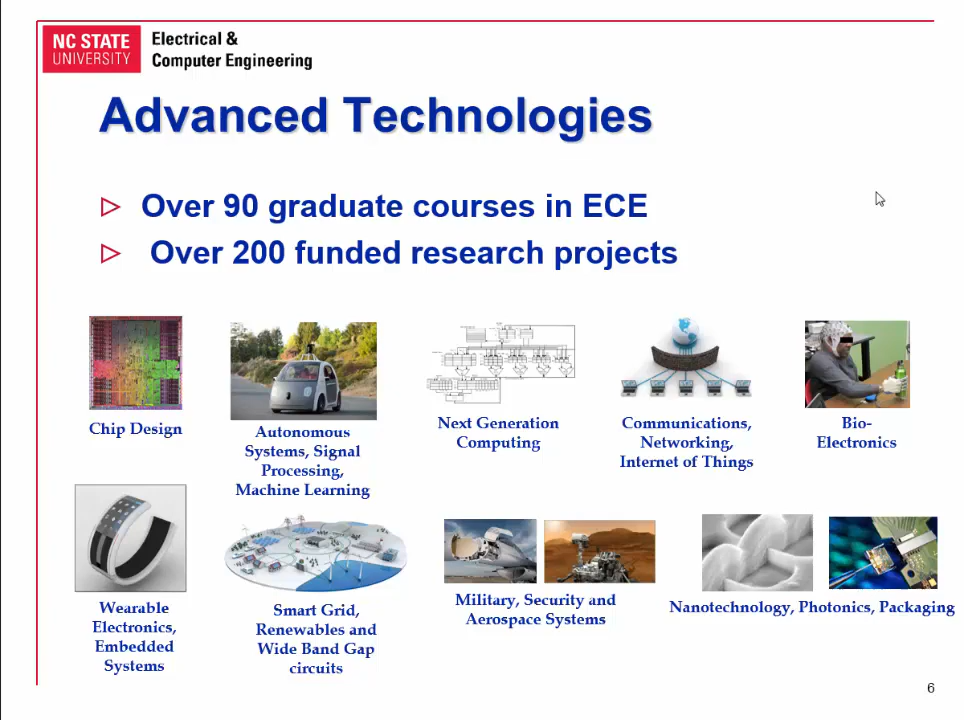 NC STATE
UNIVERSITY
Electrical &
Computer Engineering
Advanced Technologies
Over 90 graduate courses in ECE
Over 200 funded research projects
Chip Design
Autonomous
Systems, Signal
Processing,
Machine Learning
Next Generation
Computing
Communications,
Networking,
Internet of Things
Bio-
Electronics
Wearable
Electronics,
Embedded
Systems
Smart Grid,
Renewables and
Wide Band Gap
circuits
Military, Security and
Aerospace Systems
Nanotechnology, Photonics, Packaging
6